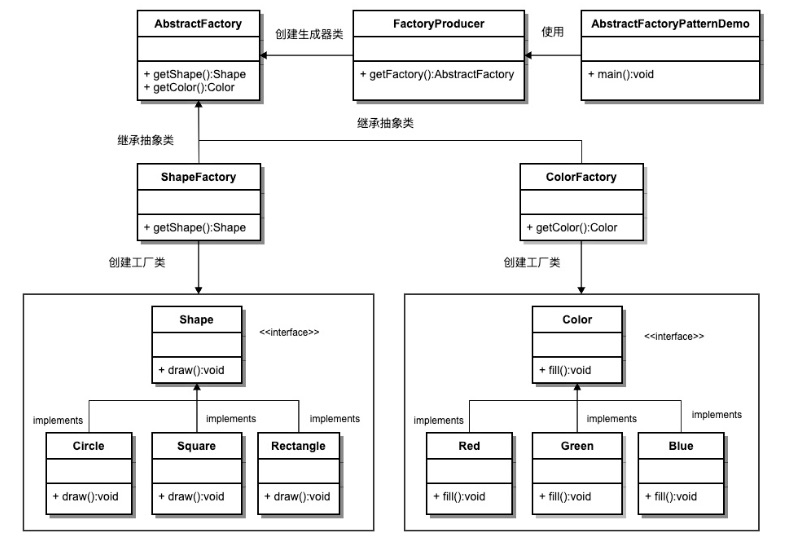 AbstractFactory
+ getShape():Shape
+ getColor():Color
创建生成器类
FactoryProducer
+ getFactory():AbstractFactory
使用
AbstractFactoryPatternDemo
+ main():void
继承抽象类
继承抽象类
ShapeFactory
+ getShape():Shape
ColorFactory
+ getColor():Color
创建工厂类
创建工厂类
Shape
+ draw():void
<<interface>>
implements
implements
implements
Circle
+ draw():void
Square
+ draw():void
Rectangle
+ draw():void
Color
+ fill():void
<<interface>>
implements
implements
implements
Red
+ fill():void
Green
+ fill():void
Blue
+ fill():void